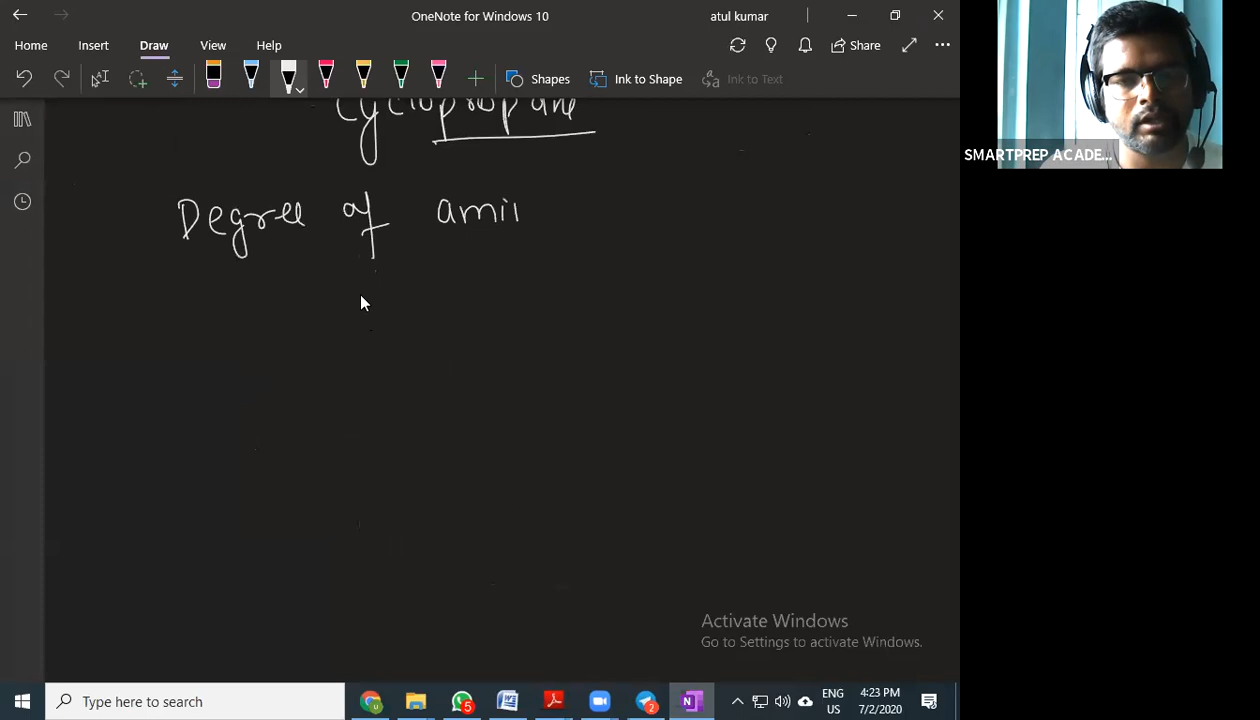 OneNote for Windows 10
atul kumar
Home Insert Draw View Help
Share
Shapes
Ink to Shape
Ink to Text
SMARTPREP ACADE...
Cyclopropane
Degree of ami
Activate Windows
Go to Settings to activate Windows.
Type here to search
5
2
ENG
US
4:23 PM
7/2/2020